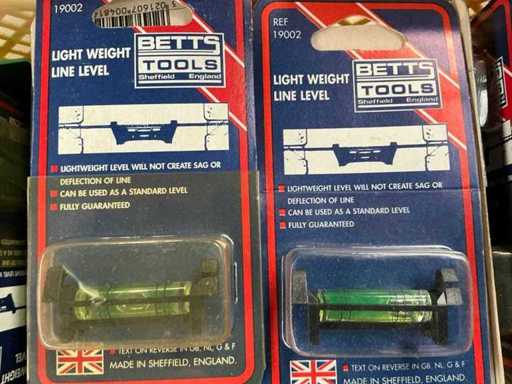 19002
LIGHT WEIGHT
LINE LEVEL
BETTS
TOOLS
Sheffield England
LIGHTWEIGHT LEVEL WILL NOT CREATE SAG OR
DEFLECTION OF LINE
CAN BE USED AS A STANDARD LEVEL
FULLY GUARANTEED
TEXT ON REVERSE IN GB, NL, G & F
MADE IN SHEFFIELD, ENGLAND.
REF
19002
LIGHT WEIGHT
LINE LEVEL
BETTS
TOOLS
Sheffield England
LIGHTWEIGHT LEVEL WILL NOT CREATE SAG OR
DEFLECTION OF LINE
CAN BE USED AS A STANDARD LEVEL
FULLY GUARANTEED
TEXT ON REVERSE IN GB, NL, G & F
MADE IN SHEFFIELD, ENGLAND.